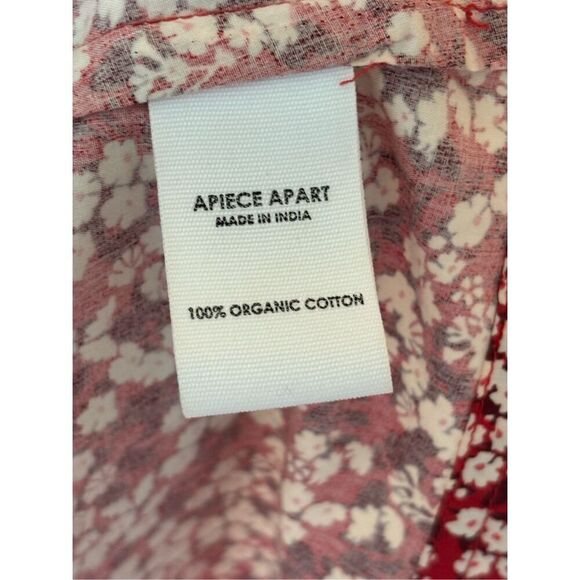 APIECE APART
MADE IN INDIA
100% ORGANIC COTTON